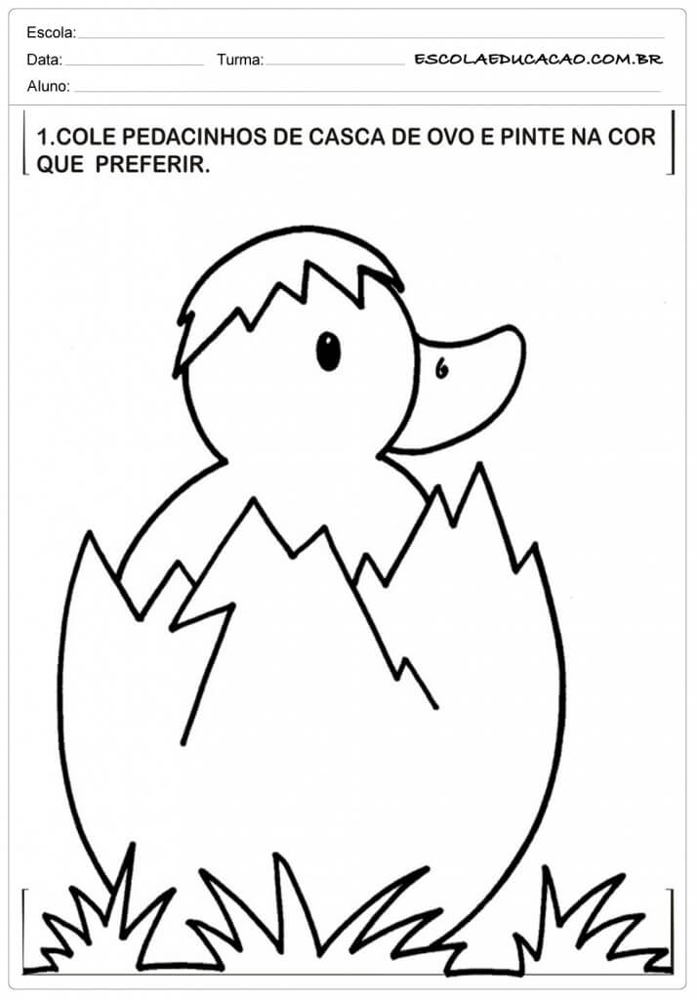 Escola:
Data: Turma: ESCOLAEDUCACAO.COM.BR
Aluno:
1.COLE PEDACINHOS DE CASCA DE OVO E PINTE NA COR
QUE PREFERIR.